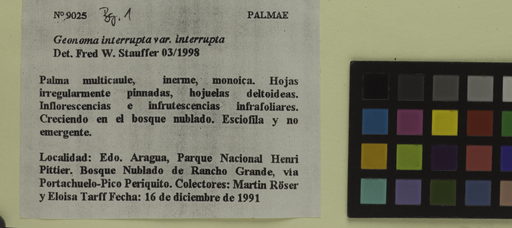 Nº 9025 Pg. 1 PALMAE
Geonoma interrupta var. interrupta
Det. Fred W. Stauffer 03/1998
Palma multicaule, inerme, monoica. Hojas
irregularmente pinnadas, hojuelas deltoideas.
Inflorescencias e infrutescencias infrafoliares.
Creciendo en el bosque nublado. Esciofila y no
emergente.
Localidad: Edo. Aragua, Parque Nacional Henri
Pittier. Bosque Nublado de Rancho Grande, vía
Portachuelo-Pico Periquito. Colectores: Martin Röser
y Eloisa Tarff Fecha: 16 de diciembre de 1991